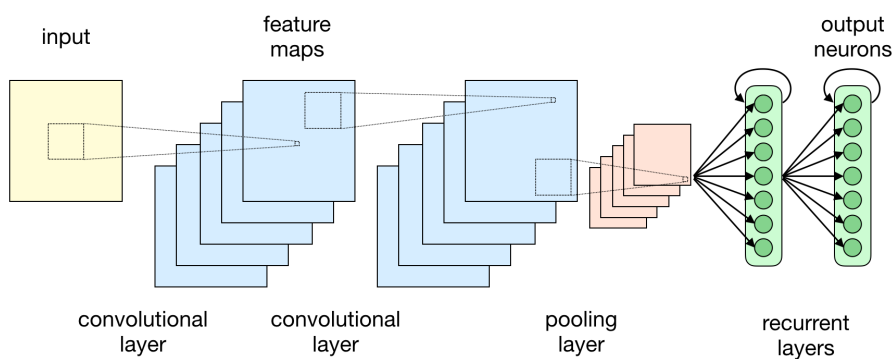 input
feature
maps
output
neurons
convolutional
layer
convolutional
layer
pooling
layer
recurrent
layers